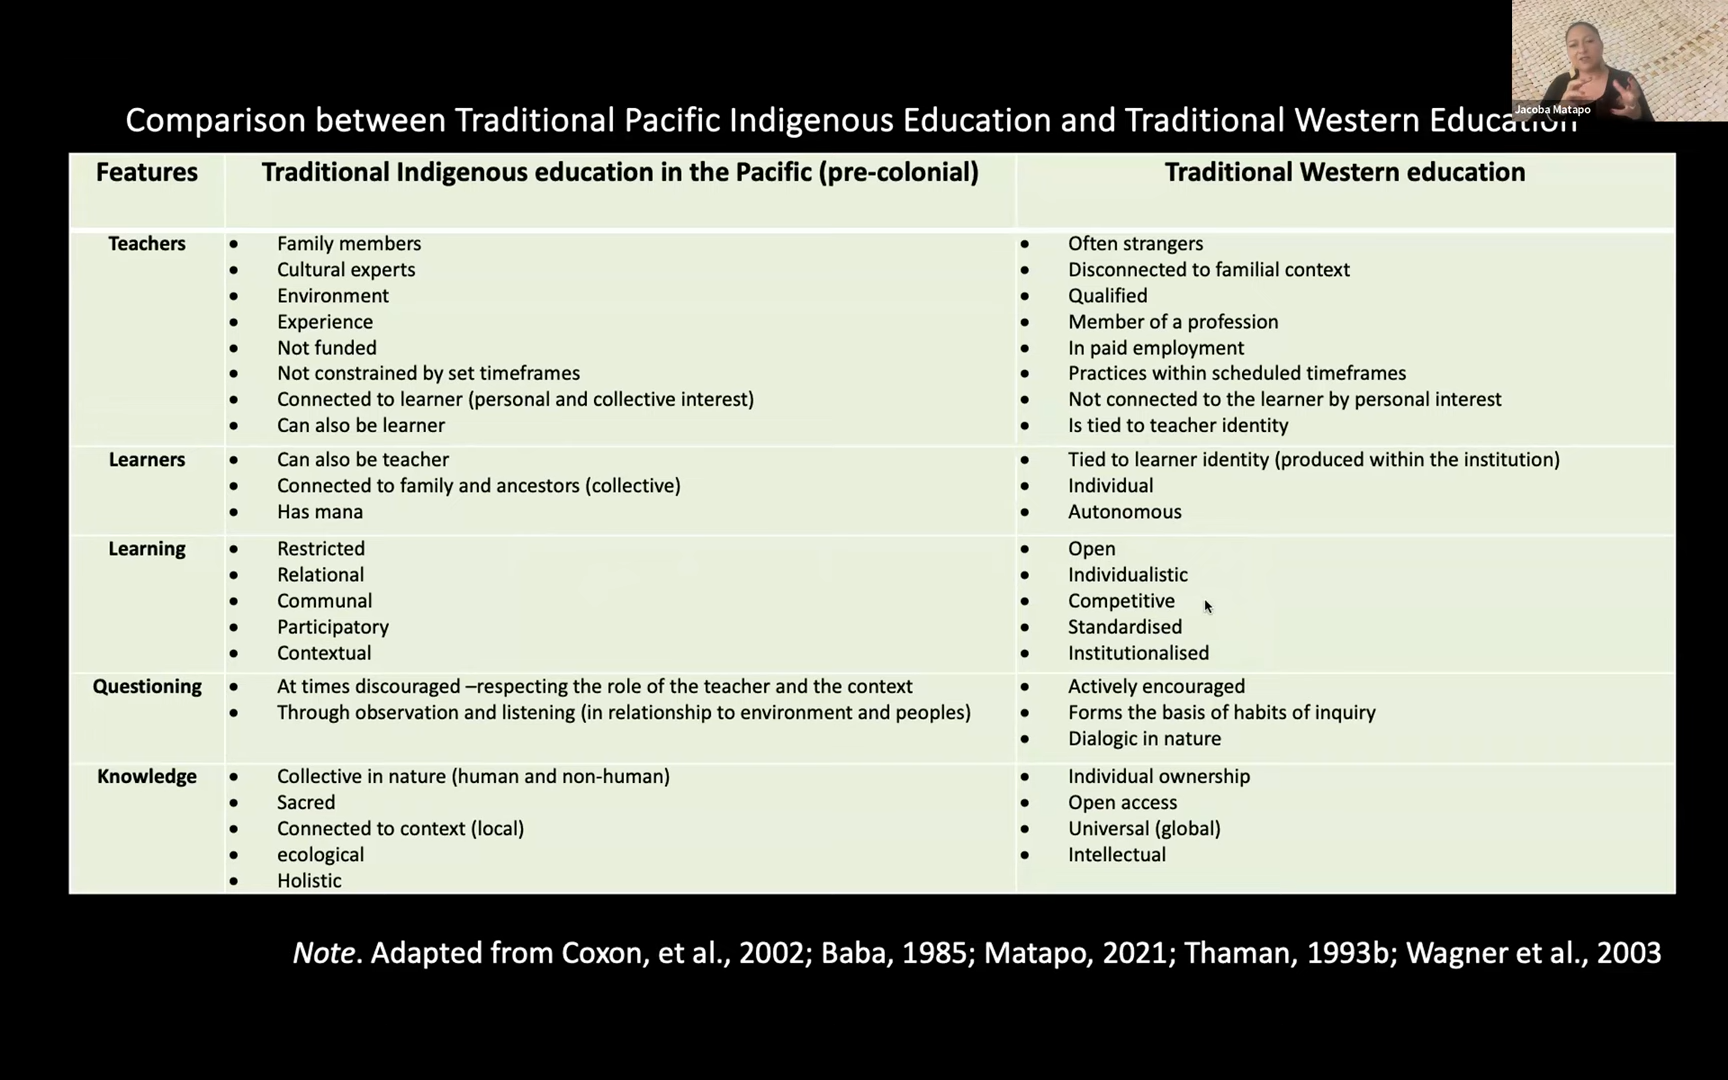 Jacoba Matapo
Comparison between Traditional Pacific Indigenous Education and Traditional Western Education
Features
Traditional Indigenous education in the Pacific (pre-colonial)
Traditional Western education
Teachers
• Family members
• Cultural experts
• Environment
• Experience
• Not funded
• Not constrained by set timeframes
• Connected to learner (personal and collective interest)
• Can also be learner
• Often strangers
• Disconnected to familial context
• Qualified
• Member of a profession
• In paid employment
• Practices within scheduled timeframes
• Not connected to the learner by personal interest
• Is tied to teacher identity
Learners
• Can also be teacher
• Connected to family and ancestors (collective)
• Has mana
• Tied to learner identity (produced within the institution)
• Individual
• Autonomous
Learning
• Restricted
• Relational
• Communal
• Participatory
• Contextual
• Open
• Individualistic
• Competitive
• Standardised
• Institutionalised
Questioning
• At times discouraged –respecting the role of the teacher and the context
• Through observation and listening (in relationship to environment and peoples)
• Actively encouraged
• Forms the basis of habits of inquiry
• Dialogic in nature
Knowledge
• Collective in nature (human and non-human)
• Sacred
• Connected to context (local)
• ecological
• Holistic
• Individual ownership
• Open access
• Universal (global)
• Intellectual
Note. Adapted from Coxon, et al., 2002; Baba, 1985; Matapo, 2021; Thaman, 1993b; Wagner et al., 2003